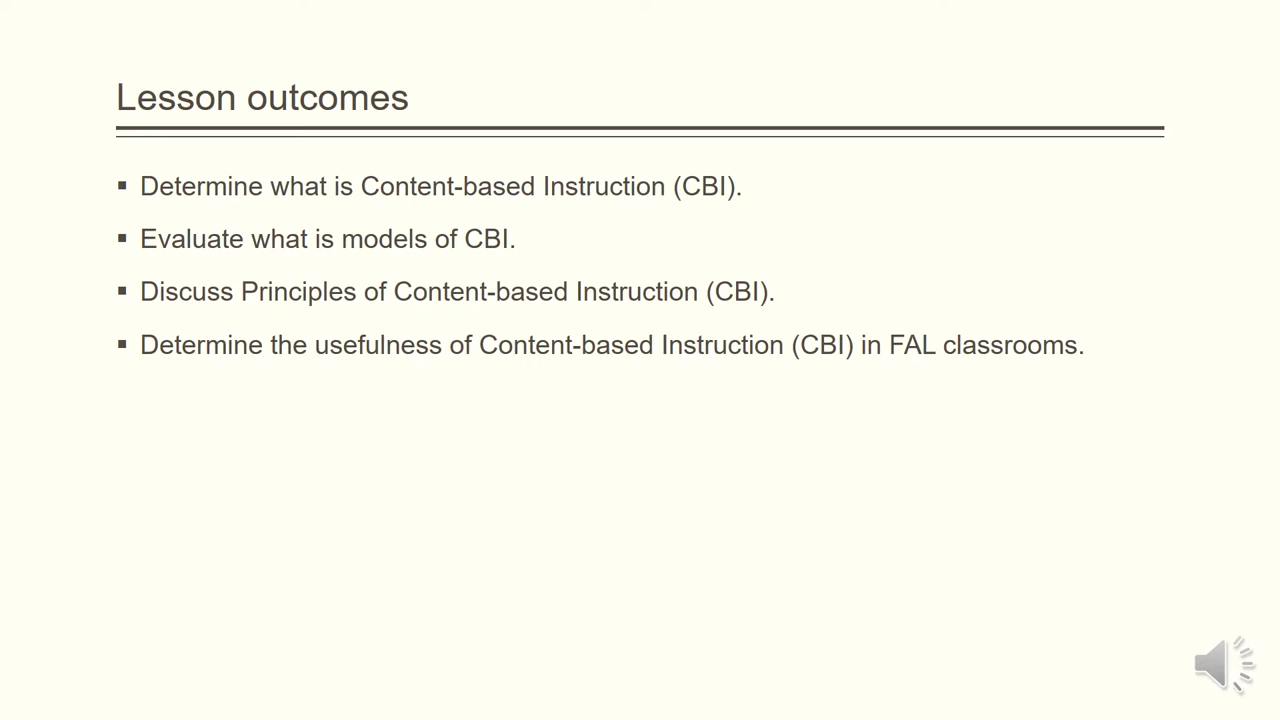 Lesson outcomes
▪ Determine what is Content-based Instruction (CBI).
▪ Evaluate what is models of CBI.
▪ Discuss Principles of Content-based Instruction (CBI).
▪ Determine the usefulness of Content-based Instruction (CBI) in FAL classrooms.